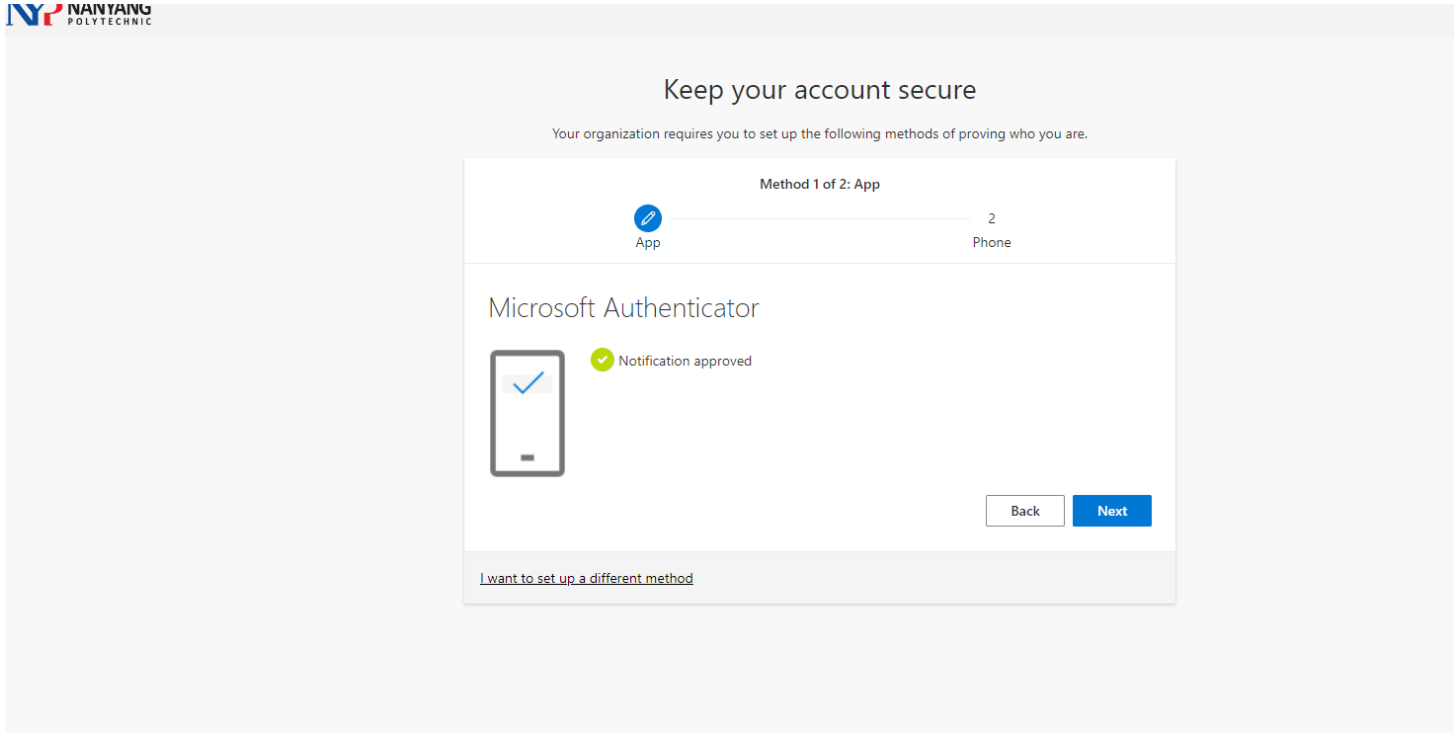 NYP NANYANG
POLYTECHNIC
Keep your account secure
Your organization requires you to set up the following methods of proving who you are.
Method 1 of 2: App
2
App
Phone
Microsoft Authenticator
Notification approved
Back
Next
I want to set up a different method